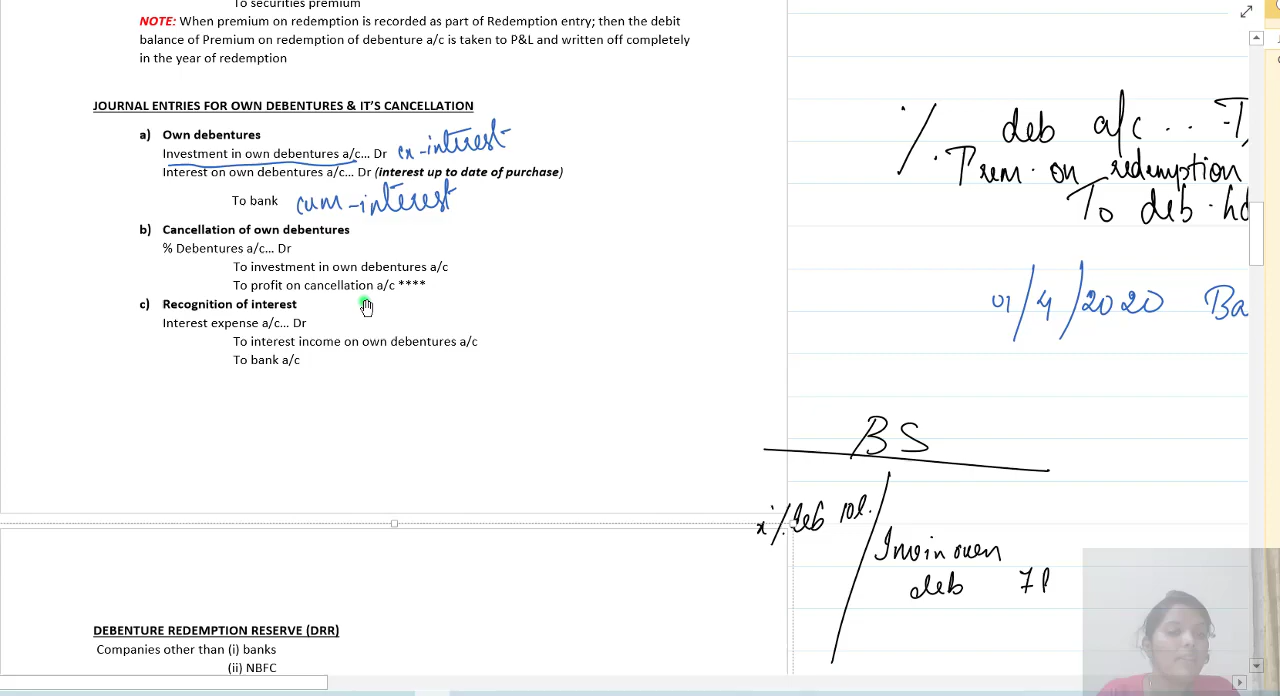 To securities premium
NOTE: When premium on redemption is recorded as part of Redemption entry; then the debit
balance of Premium on redemption of debenture a/c is taken to P&L and written off completely
in the year of redemption
JOURNAL ENTRIES FOR OWN DEBENTURES & IT'S CANCELLATION
a) Own debentures
Investment in own debentures a/c... Dr ex-interest
Interest on own debentures a/c... Dr (interest up to date of purchase)
To bank cum-interest
b) Cancellation of own debentures
% Debentures a/c... Dr
To investment in own debentures a/c
To profit on cancellation a/c ****
c) Recognition of interest
Interest expense a/c... Dr
To interest income on own debentures a/c
To bank a/c
DEBENTURE REDEMPTION RESERVE (DRR)
Companies other than (i) banks
(ii) NBFC
% deb a/c ...
Prem. on redemption
To deb.
01/4/2020 Ba
BS
x% deb
Inv in own
deb